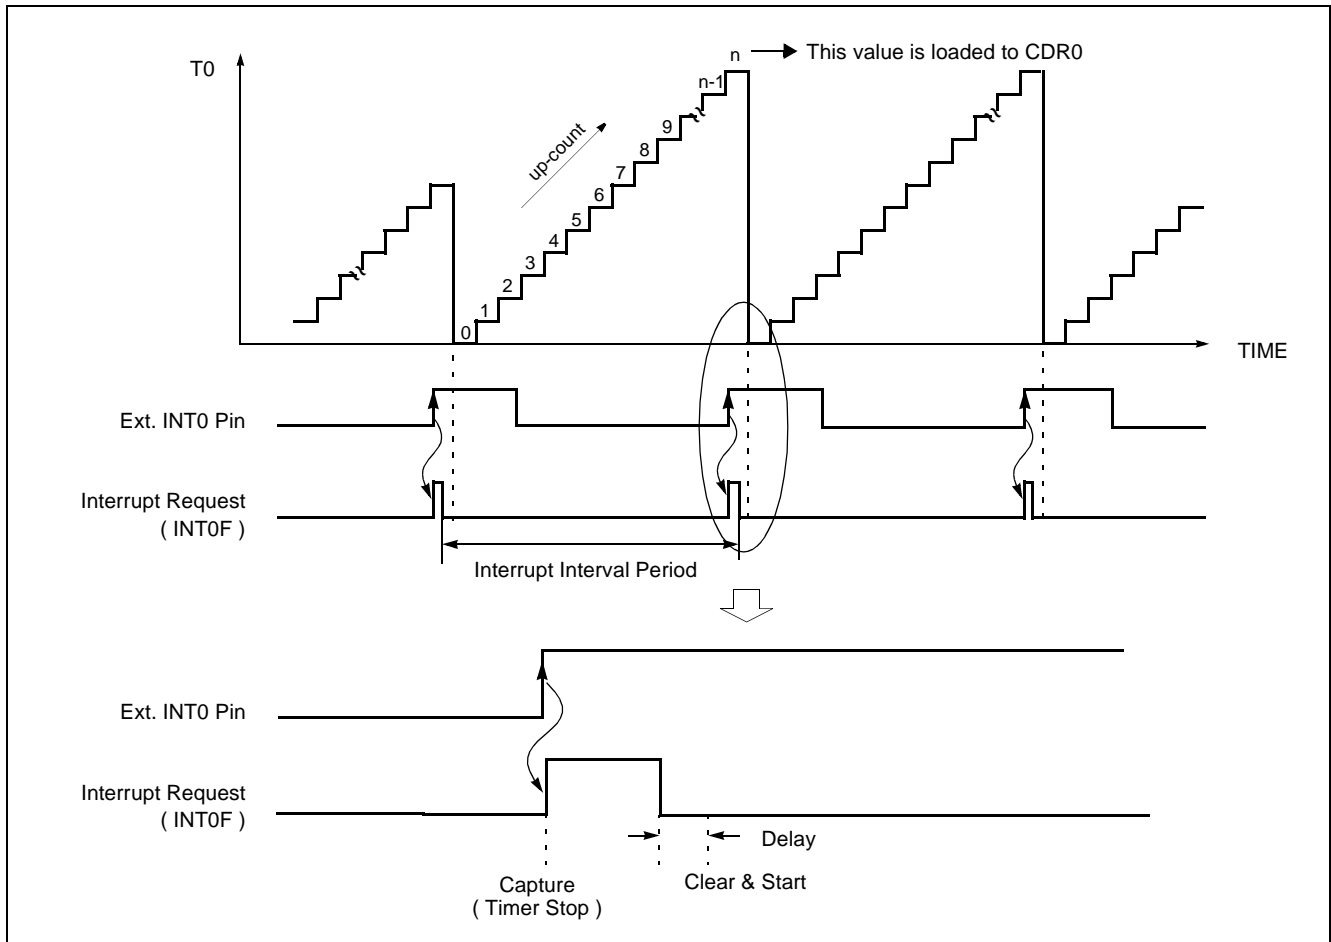 n
This value is loaded to CDR0
T0
n-1
9
8
7
6
5
4
3
2
1
0
up-count
TIME
Ext. INT0 Pin
Interrupt Request
( INT0F )
Interrupt Interval Period
Ext. INT0 Pin
Interrupt Request
( INT0F )
Delay
Capture
( Timer Stop )
Clear & Start